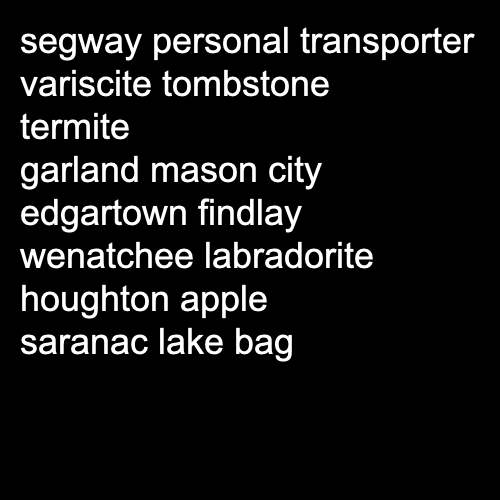 segway personal transporter
variscite tombstone
termite
garland mason city
edgartown findlay
wenatchee labradorite
houghton apple
saranac lake bag